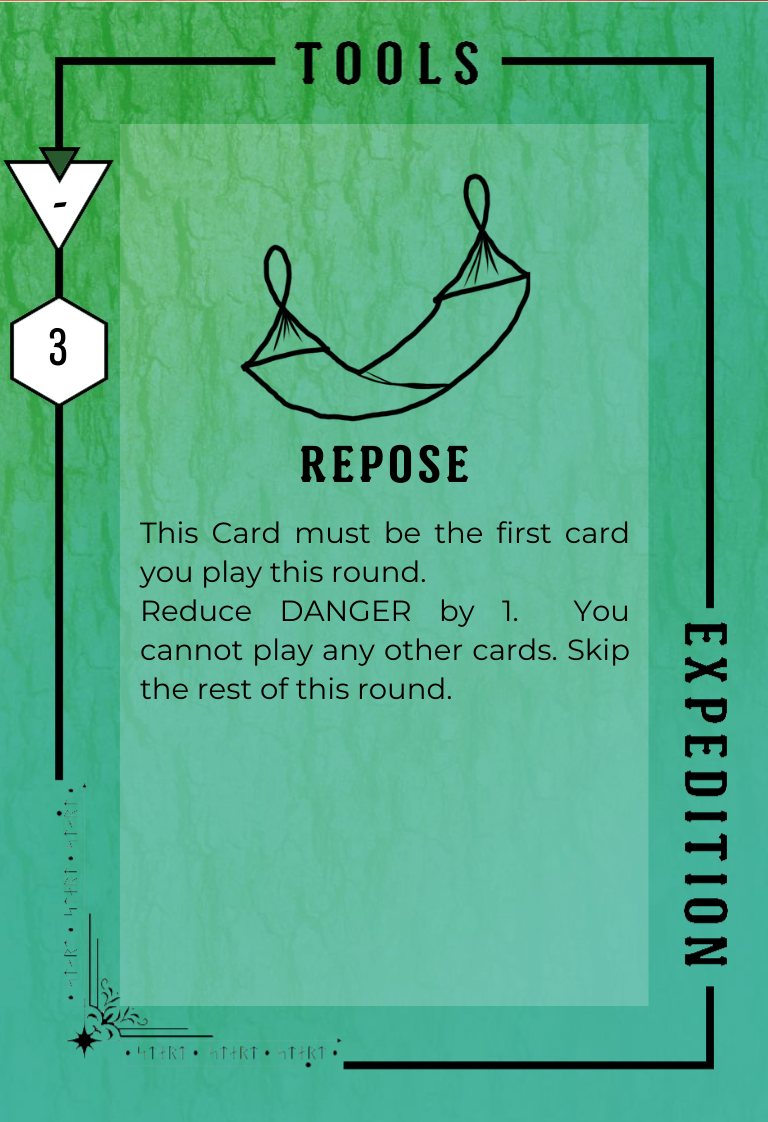 TOOLS
-
3
REPOSE
This Card must be the first card
you play this round.
Reduce DANGER by 1. You
cannot play any other cards. Skip
the rest of this round.
EXPEDITION